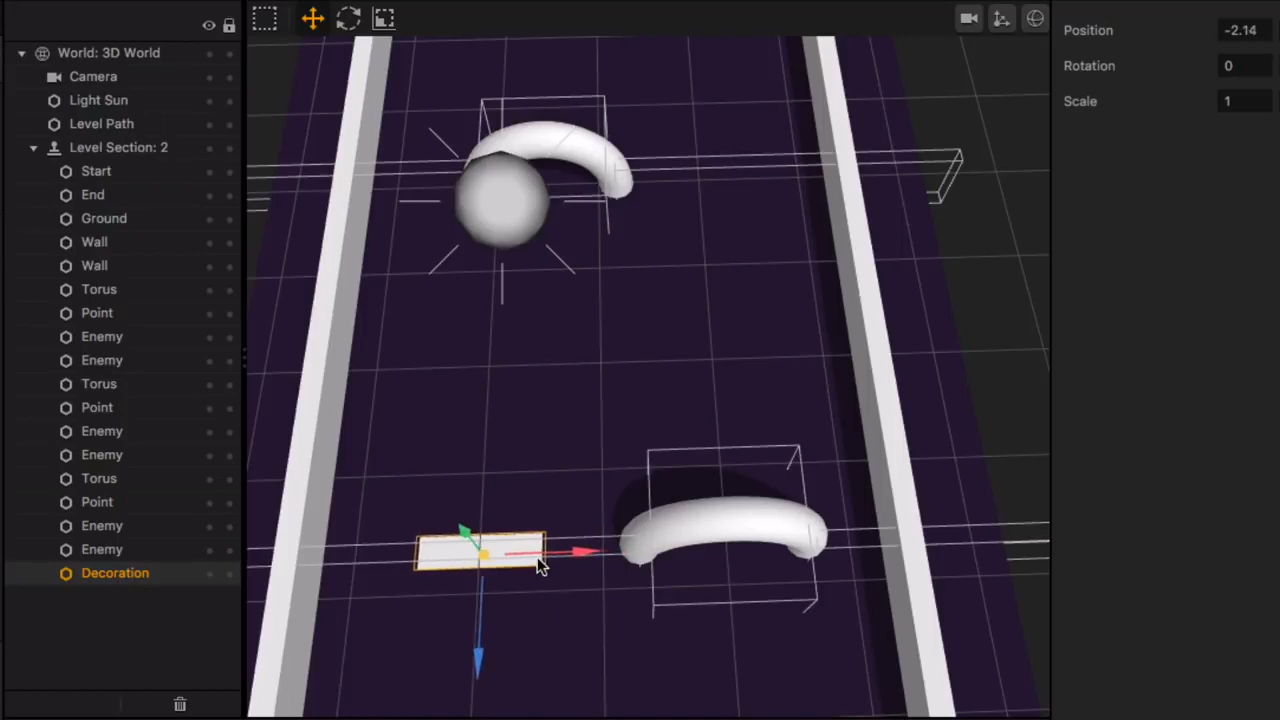 World: 3D World
Camera
Light Sun
Level Path
Level Section: 2
Start
End
Ground
Wall
Wall
Torus
Point
Enemy
Enemy
Torus
Point
Enemy
Enemy
Torus
Point
Enemy
Enemy
Decoration
Position -2.14
Rotation 0
Scale 1